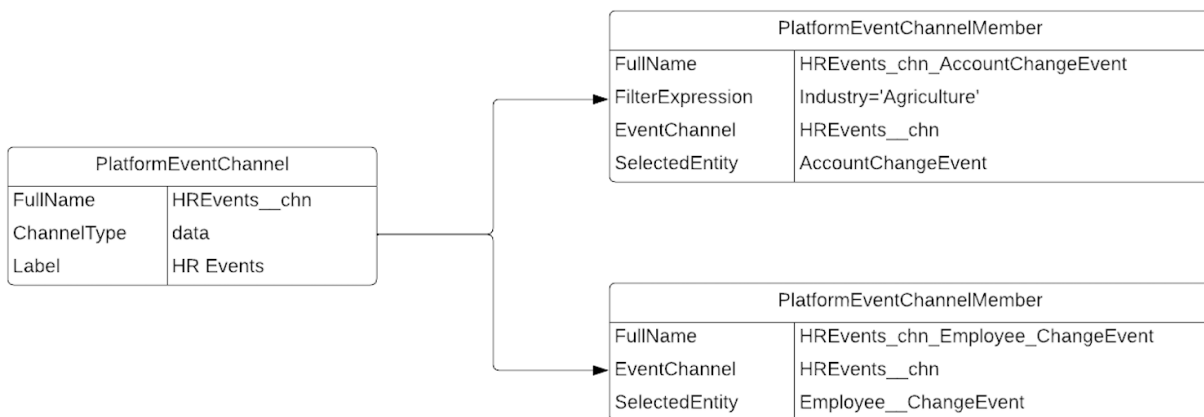 PlatformEventChannel
FullName HREvents__chn
ChannelType data
Label HR Events
PlatformEventChannelMember
FullName HREvents_chn_AccountChangeEvent
FilterExpression Industry='Agriculture'
EventChannel HREvents__chn
SelectedEntity AccountChangeEvent
PlatformEventChannelMember
FullName HREvents_chn_Employee_ChangeEvent
EventChannel HREvents__chn
SelectedEntity Employee__ChangeEvent